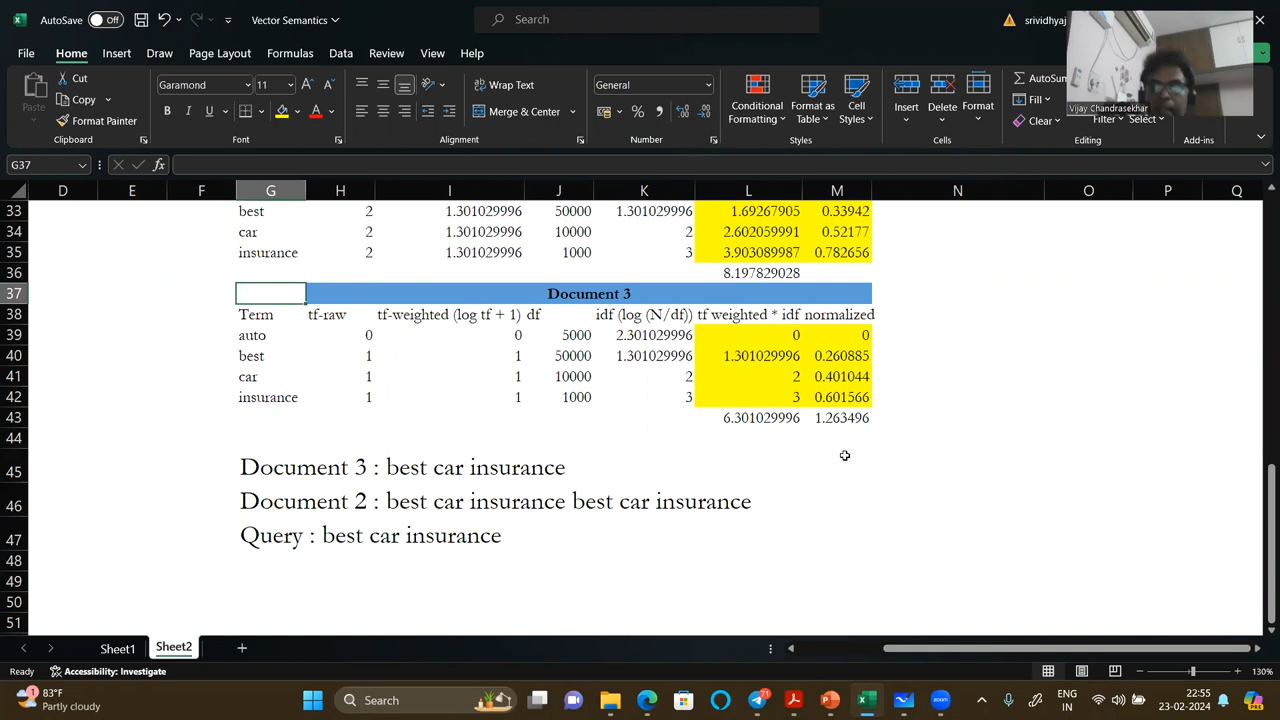 AutoSave Off Vector Semantics Search srividhyaj
File Home Insert Draw Page Layout Formulas Data Review View Help
Paste Cut Copy Format Painter Clipboard
Garamond 11 B I U A Font
Wrap Text Merge & Center Alignment
General % Number
Conditional Formatting Format as Table Cell Styles Styles
Insert Delete Format Cells
AutoSum Fill Clear Filter Select Add-ins
Vijay Chandrasekhar
G37 fx
D E F G H I J K L M N O P Q
33 best 2 1.301029996 50000 1.301029996 1.69267905 0.33942
34 car 2 1.301029996 10000 2 2.602059991 0.52177
35 insurance 2 1.301029996 1000 3 3.903089987 0.782656
36 8.197829028
37 Document 3
38 Term tf-raw tf-weighted (log tf + 1) df idf (log (N/df)) tf weighted * idf normalized
39 auto 0 0 5000 2.301029996 0 0
40 best 1 1 50000 1.301029996 1.301029996 0.260885
41 car 1 1 10000 2 2 0.401044
42 insurance 1 1 1000 3 3 0.601566
43 6.301029996 1.263496
44
45 Document 3 : best car insurance
46 Document 2 : best car insurance best car insurance
47 Query : best car insurance
48
49
50
51
Sheet1 Sheet2
Ready Accessibility: Investigate 130%
1 83°F Partly cloudy Search 71 ENG IN 22:55 23-02-2024